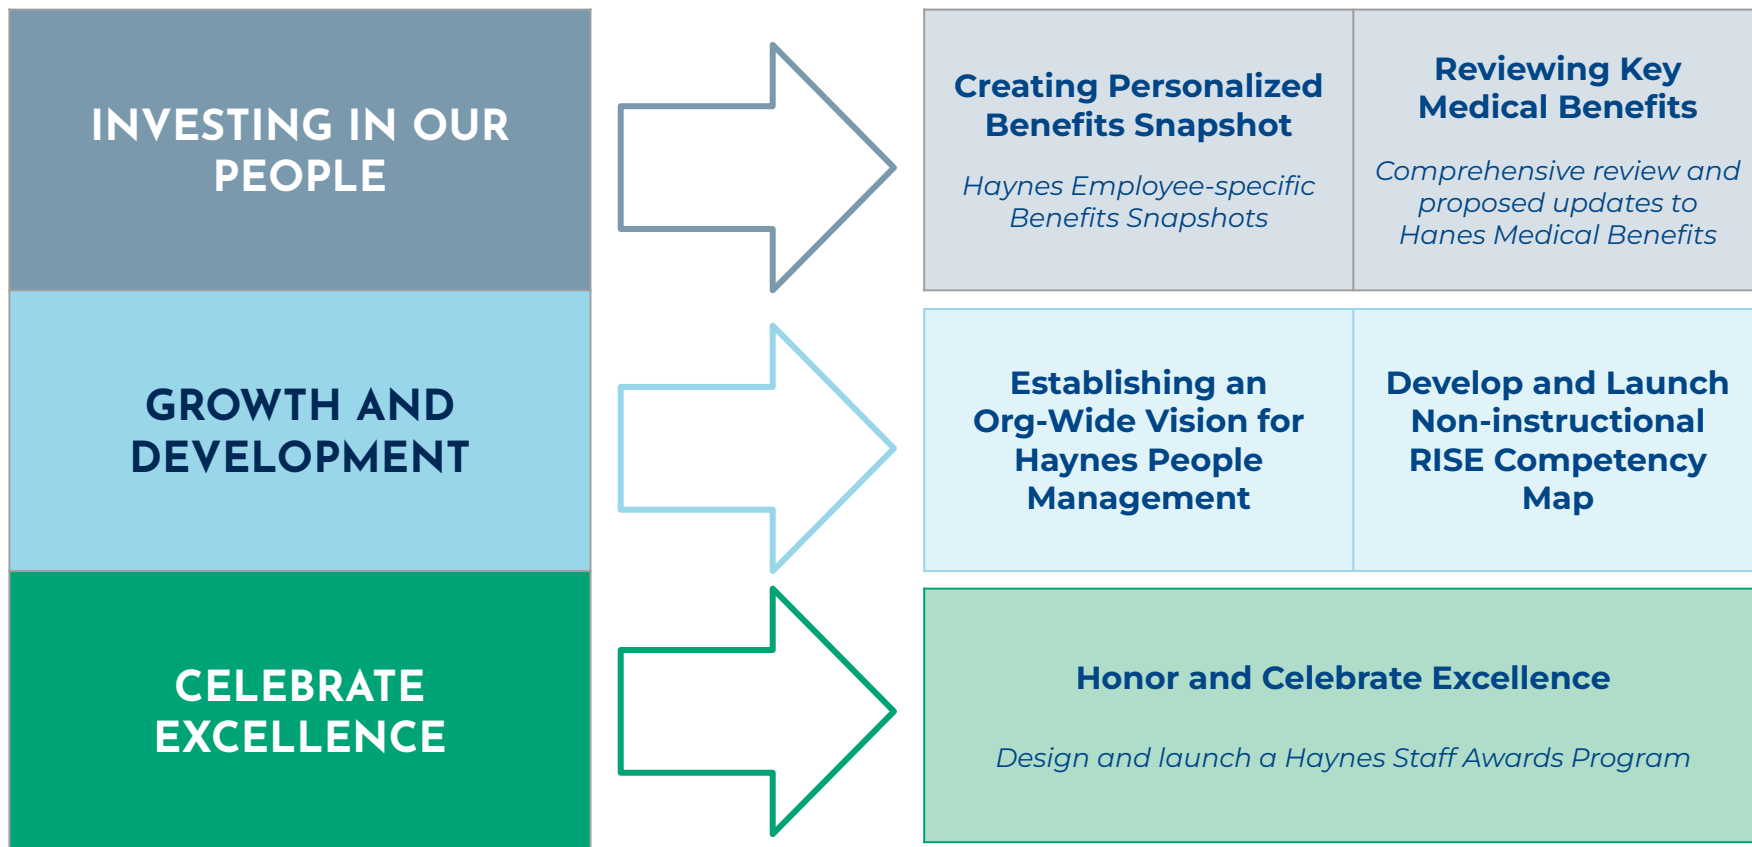 INVESTING IN OUR
PEOPLE
Creating Personalized
Benefits Snapshot
Haynes Employee-specific
Benefits Snapshots
Reviewing Key
Medical Benefits
Comprehensive review and
proposed updates to
Hanes Medical Benefits
GROWTH AND
DEVELOPMENT
Establishing an
Org-Wide Vision for
Haynes People
Management
Develop and Launch
Non-instructional
RISE Competency
Map
CELEBRATE
EXCELLENCE
Honor and Celebrate Excellence
Design and launch a Haynes Staff Awards Program